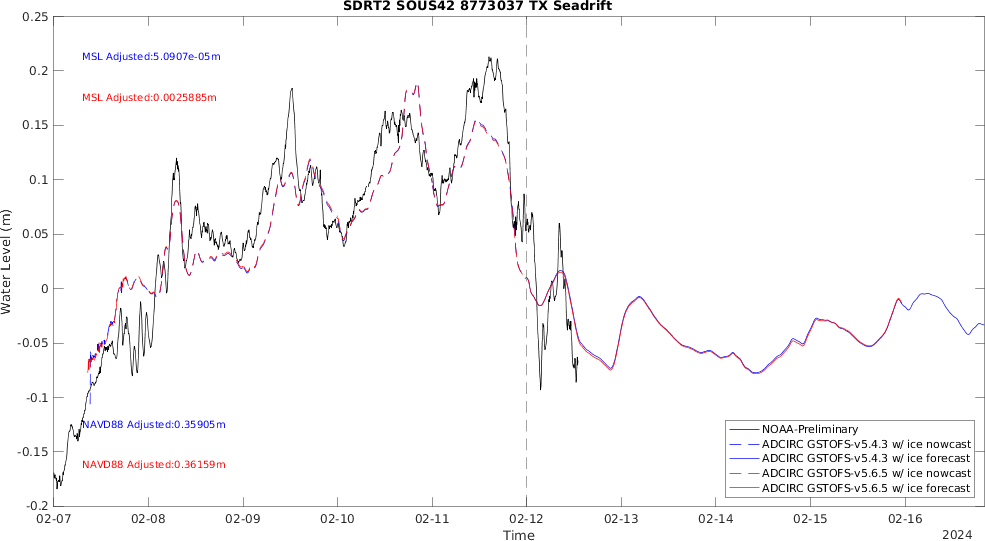 SDRT2 SOUS42 8773037 TX Seadrift
0.25
0.2
0.15
0.1
0.05
0
-0.05
-0.1
-0.15
-0.2
Water Level (m)
MSL Adjusted:5.0907e-05m
MSL Adjusted:0.0025885m
NAVD88 Adjusted:0.35905m
NAVD88 Adjusted:0.36159m
NOAA-Preliminary
ADCIRC GSTOFS-v5.4.3 w/ ice nowcast
ADCIRC GSTOFS-v5.4.3 w/ ice forecast
ADCIRC GSTOFS-v5.6.5 w/ ice nowcast
ADCIRC GSTOFS-v5.6.5 w/ ice forecast
02-07 02-08 02-09 02-10 02-11 02-12 02-13 02-14 02-15 02-16
Time
2024